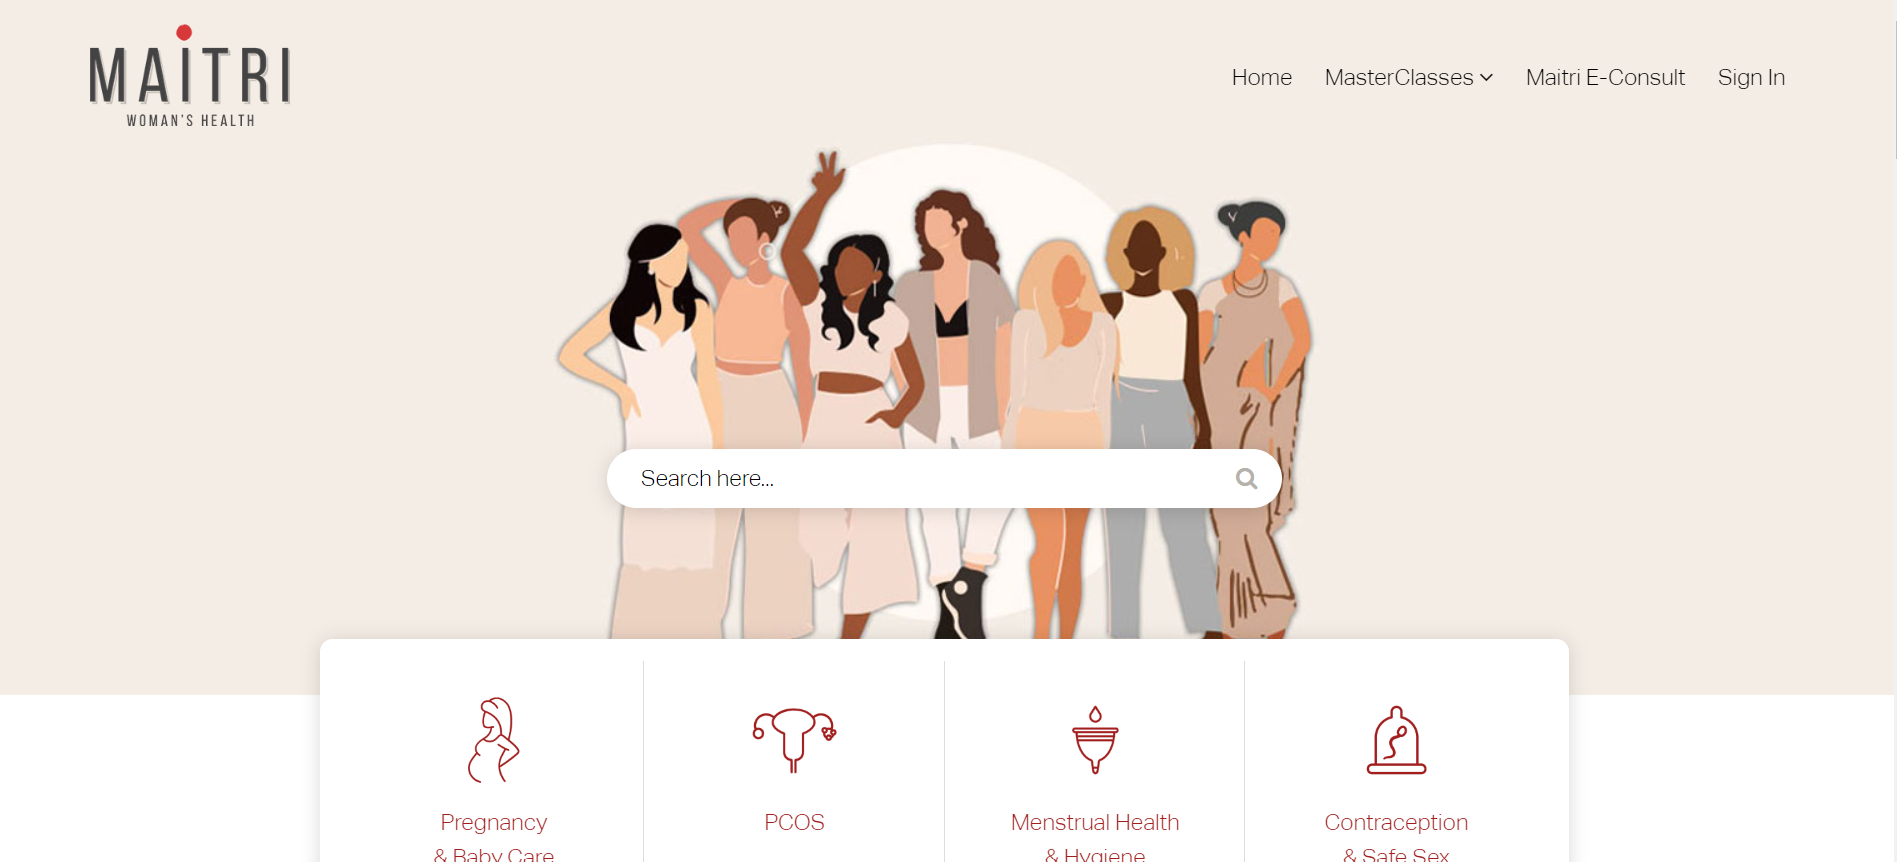 MAITRI
WOMAN'S HEALTH
Home MasterClasses Maitri E-Consult Sign In
Search here...
Pregnancy
& Baby Care
PCOS
Menstrual Health
& Hygiene
Contraception
& Safe Sex